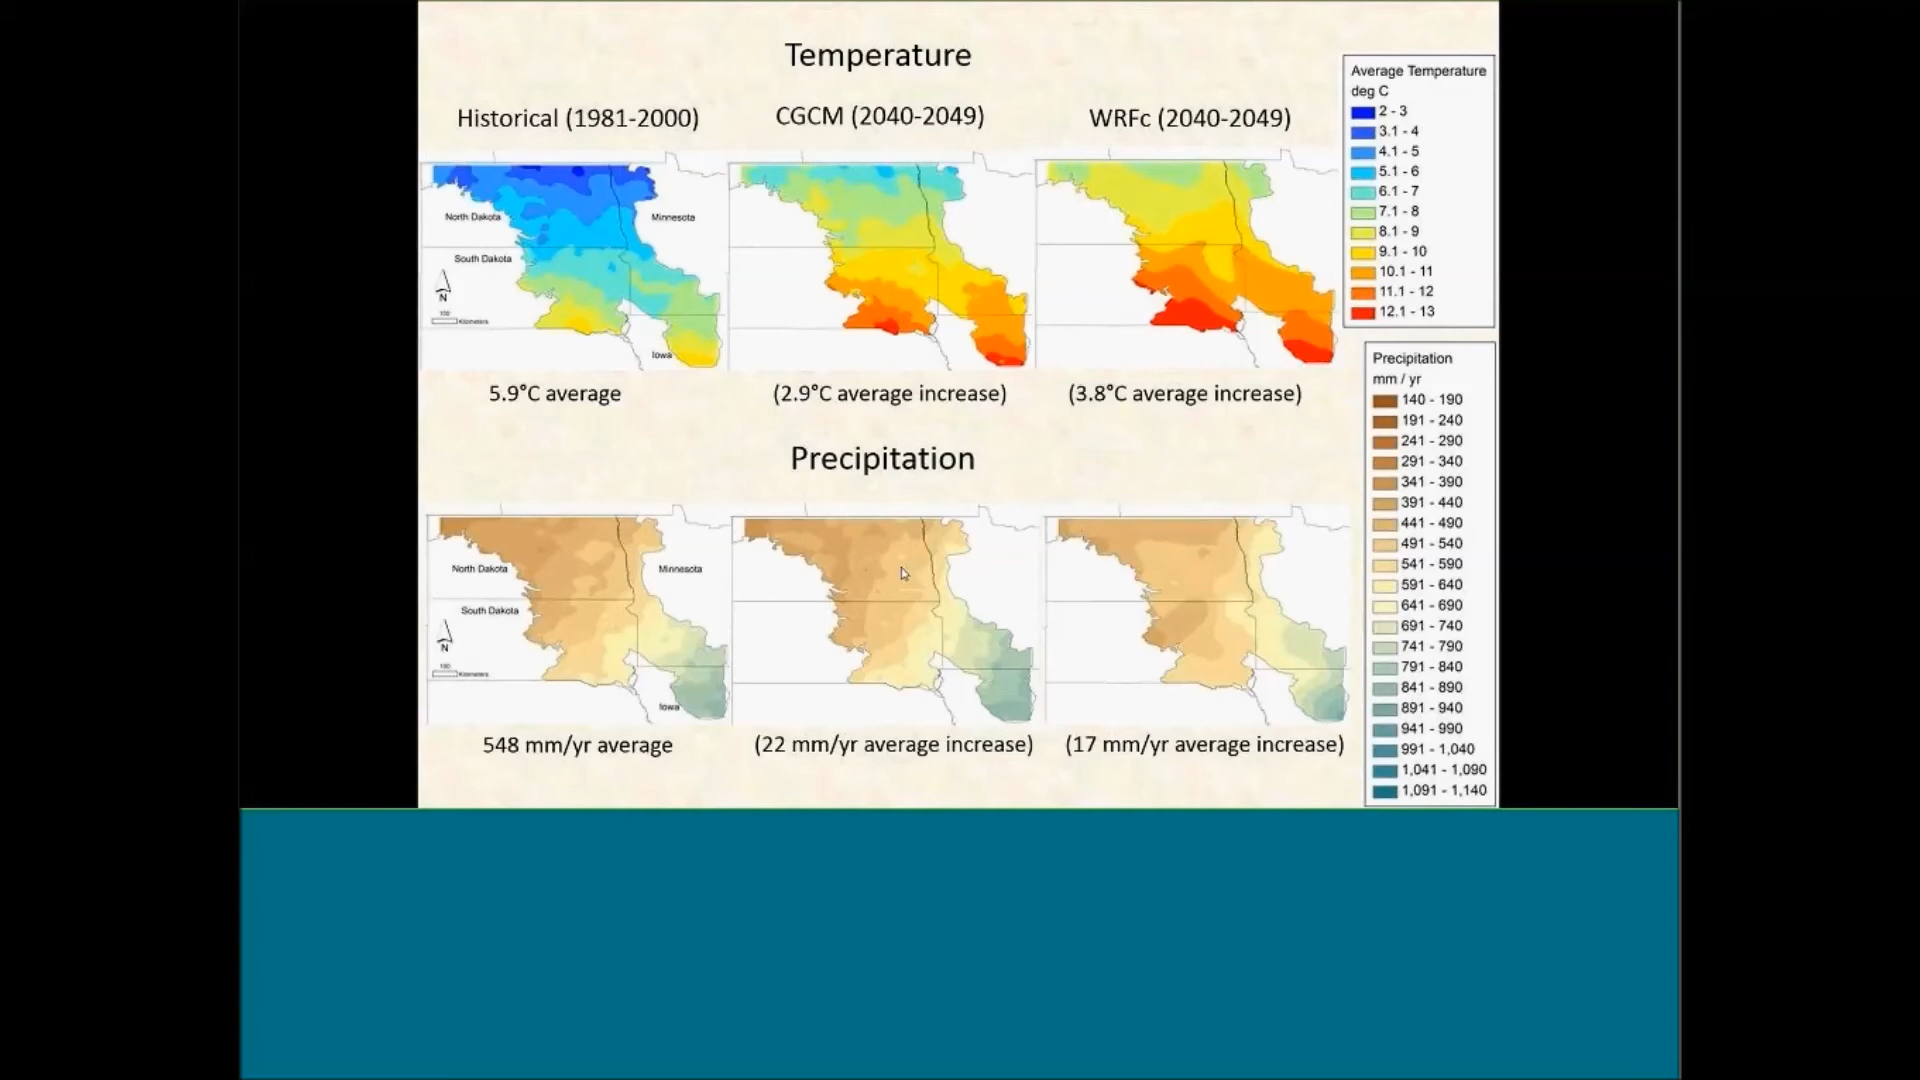 Temperature
Historical (1981-2000)
CGCM (2040-2049)
WRFc (2040-2049)
North Dakota
Minnesota
South Dakota
N
100
Kilometers
Iowa
5.9°C average
(2.9°C average increase)
(3.8°C average increase)
Average Temperature
deg C
2 - 3
3.1 - 4
4.1 - 5
5.1 - 6
6.1 - 7
7.1 - 8
8.1 - 9
9.1 - 10
10.1 - 11
11.1 - 12
12.1 - 13
Precipitation
North Dakota
Minnesota
South Dakota
N
100
Kilometers
Iowa
548 mm/yr average
(22 mm/yr average increase)
(17 mm/yr average increase)
Precipitation
mm / yr
140 - 190
191 - 240
241 - 290
291 - 340
341 - 390
391 - 440
441 - 490
491 - 540
541 - 590
591 - 640
641 - 690
691 - 740
741 - 790
791 - 840
841 - 890
891 - 940
941 - 990
991 - 1,040
1,041 - 1,090
1,091 - 1,140